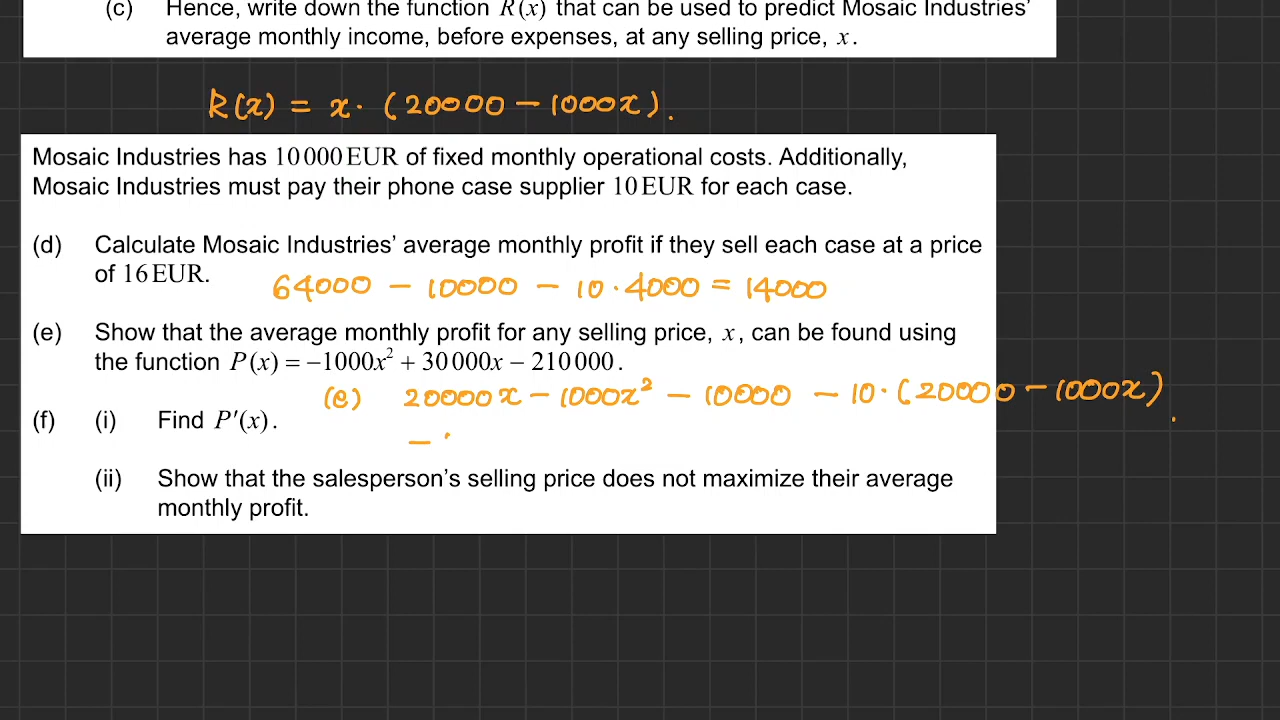 (c) Hence, write down the function R(x) that can be used to predict Mosaic Industries'
average monthly income, before expenses, at any selling price, x.
R(x) = x · (20000 − 1000x).
Mosaic Industries has 10 000 EUR of fixed monthly operational costs. Additionally,
Mosaic Industries must pay their phone case supplier 10 EUR for each case.
(d) Calculate Mosaic Industries' average monthly profit if they sell each case at a price
of 16 EUR.
64000 − 10000 − 10 · 4000 = 14000
(e) Show that the average monthly profit for any selling price, x, can be found using
the function P(x) = −1000x² + 30 000x − 210 000.
(e) 20000x − 1000x² − 10000 − 10 · (20000 − 1000x).
−
(f) (i) Find P′(x).
(ii) Show that the salesperson's selling price does not maximize their average
monthly profit.